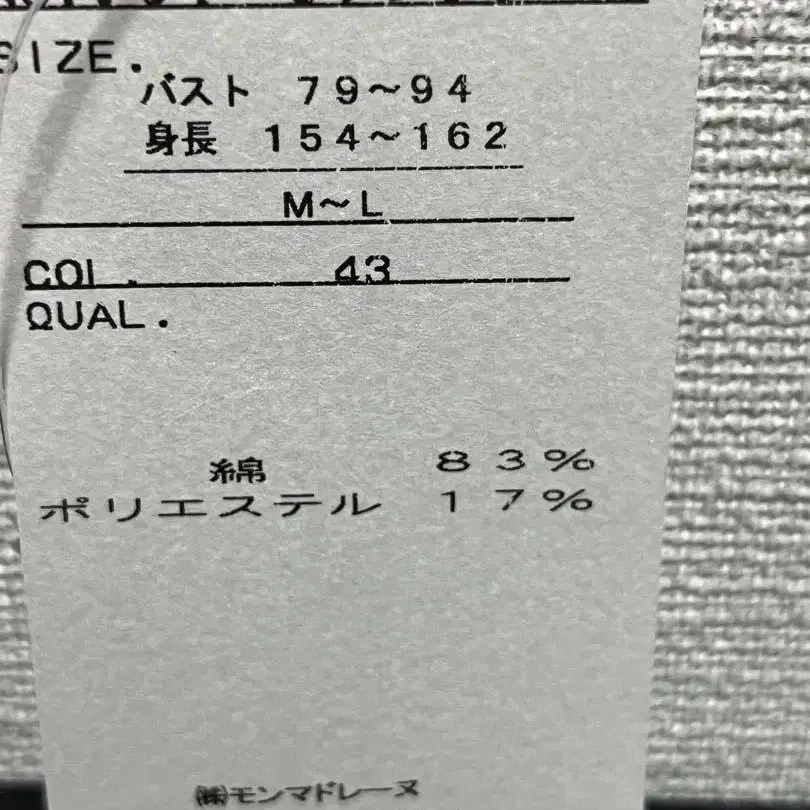 SIZE.
バスト 79～94
身長 154～162
M～L
COL. 43
QUAL.
綿 83%
ポリエステル 17%
㈱モンマドレーヌ